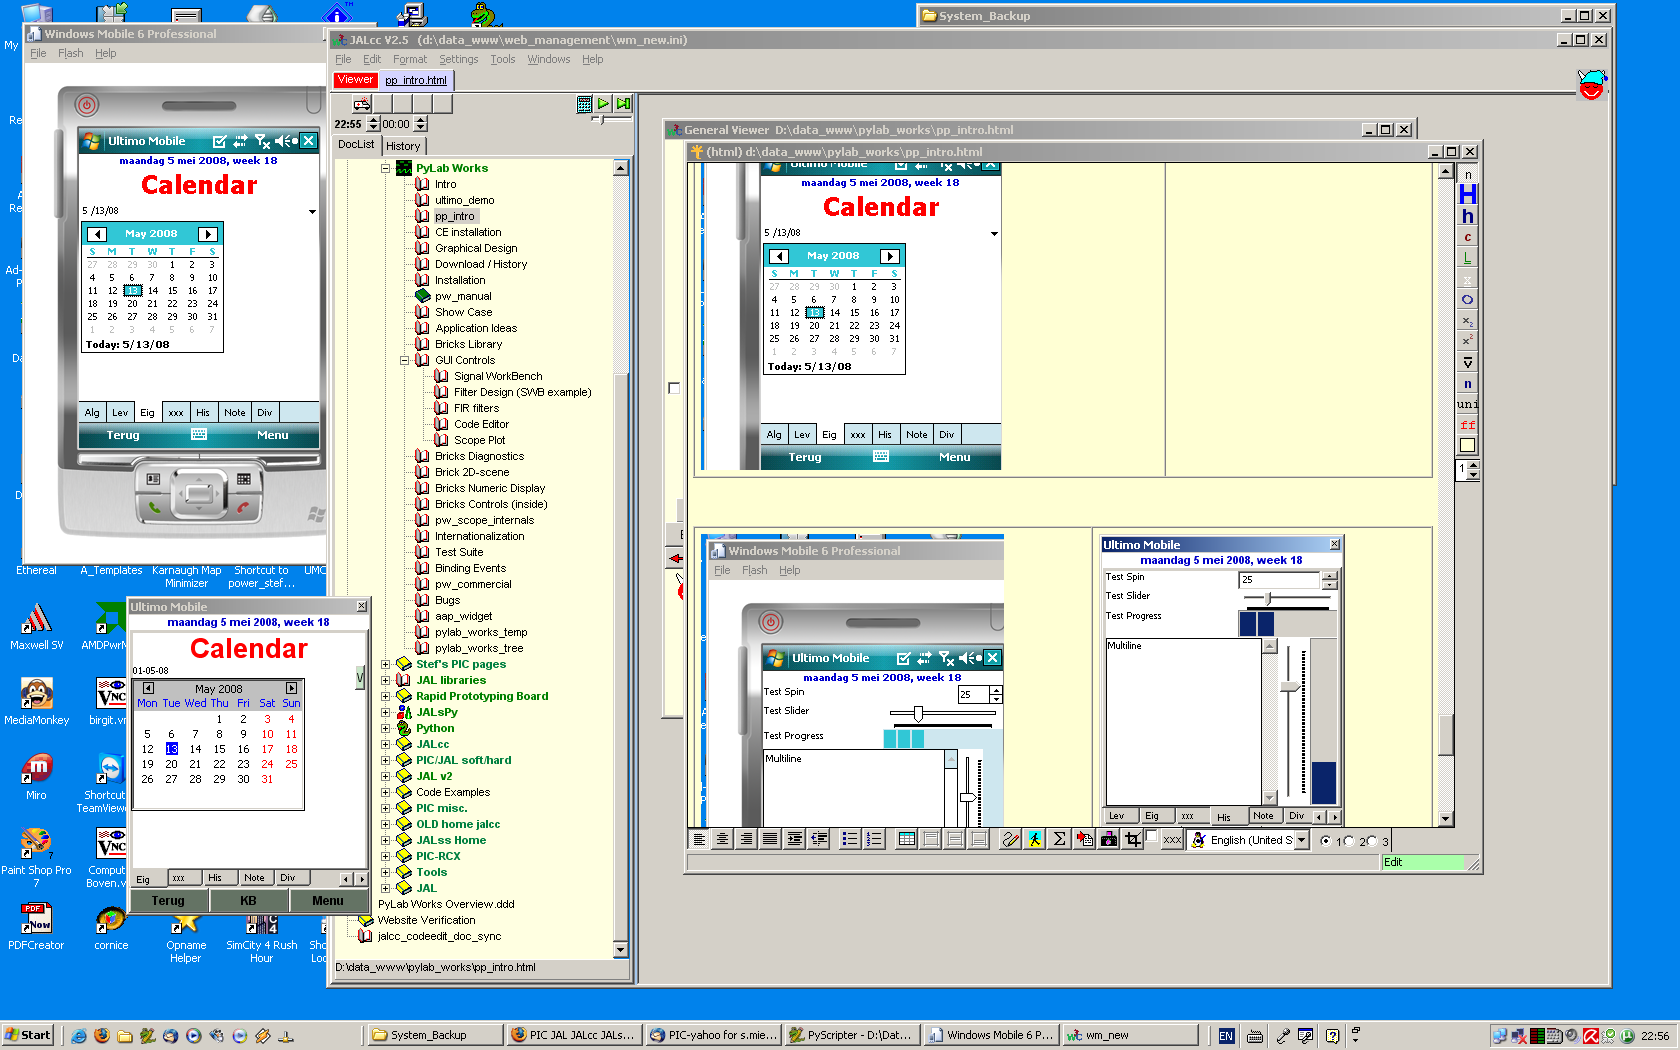 System_Backup
Windows Mobile 6 Professional
File Flash Help
JALcc V2.5 (d:\data_www\web_management\wm_new.ini)
File Edit Format Settings Tools Windows Help
Viewer pp_intro.html
22:55 00:00
DocList History
Ultimo Mobile
maandag 5 mei 2008, week 18
Calendar
5 /13/08
May 2008
S M T W T F S
27 28 29 30 1 2 3
4 5 6 7 8 9 10
11 12 13 14 15 16 17
18 19 20 21 22 23 24
25 26 27 28 29 30 31
1 2 3 4 5 6 7
Today: 5/13/08
Alg Lev Eig xxx His Note Div
Terug Menu
PyLab Works
Intro
ultimo_demo
pp_intro
CE installation
Graphical Design
Download / History
Installation
pw_manual
Show Case
Application Ideas
Bricks Library
GUI Controls
Signal WorkBench
Filter Design (SWB example)
FIR filters
Code Editor
Scope Plot
Bricks Diagnostics
Brick 2D-scene
Bricks Numeric Display
Bricks Controls (inside)
pw_scope_internals
Internationalization
Test Suite
Binding Events
pw_commercial
Bugs
aap_widget
pylab_works_temp
pylab_works_tree
Stef's PIC pages
JAL libraries
Rapid Prototyping Board
JALsPy
Python
JALcc
PIC/JAL soft/hard
JAL v2
Code Examples
PIC misc.
OLD home jalcc
JALss Home
PIC-RCX
Tools
JAL
PyLab Works Overview.ddd
Website Verification
jalcc_codeedit_doc_sync
D:\data_www\pylab_works\pp_intro.html
General Viewer D:\data_www\pylab_works\pp_intro.html
(html) d:\data_www\pylab_works\pp_intro.html
Ultimo Mobile
maandag 5 mei 2008, week 18
Calendar
5 /13/08
May 2008
S M T W T F S
27 28 29 30 1 2 3
4 5 6 7 8 9 10
11 12 13 14 15 16 17
18 19 20 21 22 23 24
25 26 27 28 29 30 31
1 2 3 4 5 6 7
Today: 5/13/08
Alg Lev Eig xxx His Note Div
Terug Menu
Windows Mobile 6 Professional
File Flash Help
Ultimo Mobile
maandag 5 mei 2008, week 18
Test Spin 25
Test Slider
Test Progress
Multiline
Ultimo Mobile
maandag 5 mei 2008, week 18
Test Spin 25
Test Slider
Test Progress
Multiline
Lev Eig xxx His Note Div
n
H
h
c
L
x
x2
x2
v
n
uni
ff
1
xxx English (United S 1 2 3
Edit
Ethereal A_Templates Karnaugh Map Minimizer Shortcut to power_stef... UMC
Maxwell SV AMDPwrM
MediaMonkey birgit.vn
Miro Shortcut TeamView
Paint Shop Pro 7 Comput Boven.v
PDFCreator cornice Opname Helper SimCity 4 Rush Hour
Ultimo Mobile
maandag 5 mei 2008, week 18
Calendar
01-05-08 V
May 2008
Mon Tue Wed Thu Fri Sat Sun
1 2 3 4
5 6 7 8 9 10 11
12 13 14 15 16 17 18
19 20 21 22 23 24 25
26 27 28 29 30 31
Eig xxx His Note Div
Terug KB Menu
Start System_Backup PIC JAL JALcc JALs... PIC-yahoo for s.mie... PyScripter - D:\Dat... Windows Mobile 6 P... wm_new EN 22:56